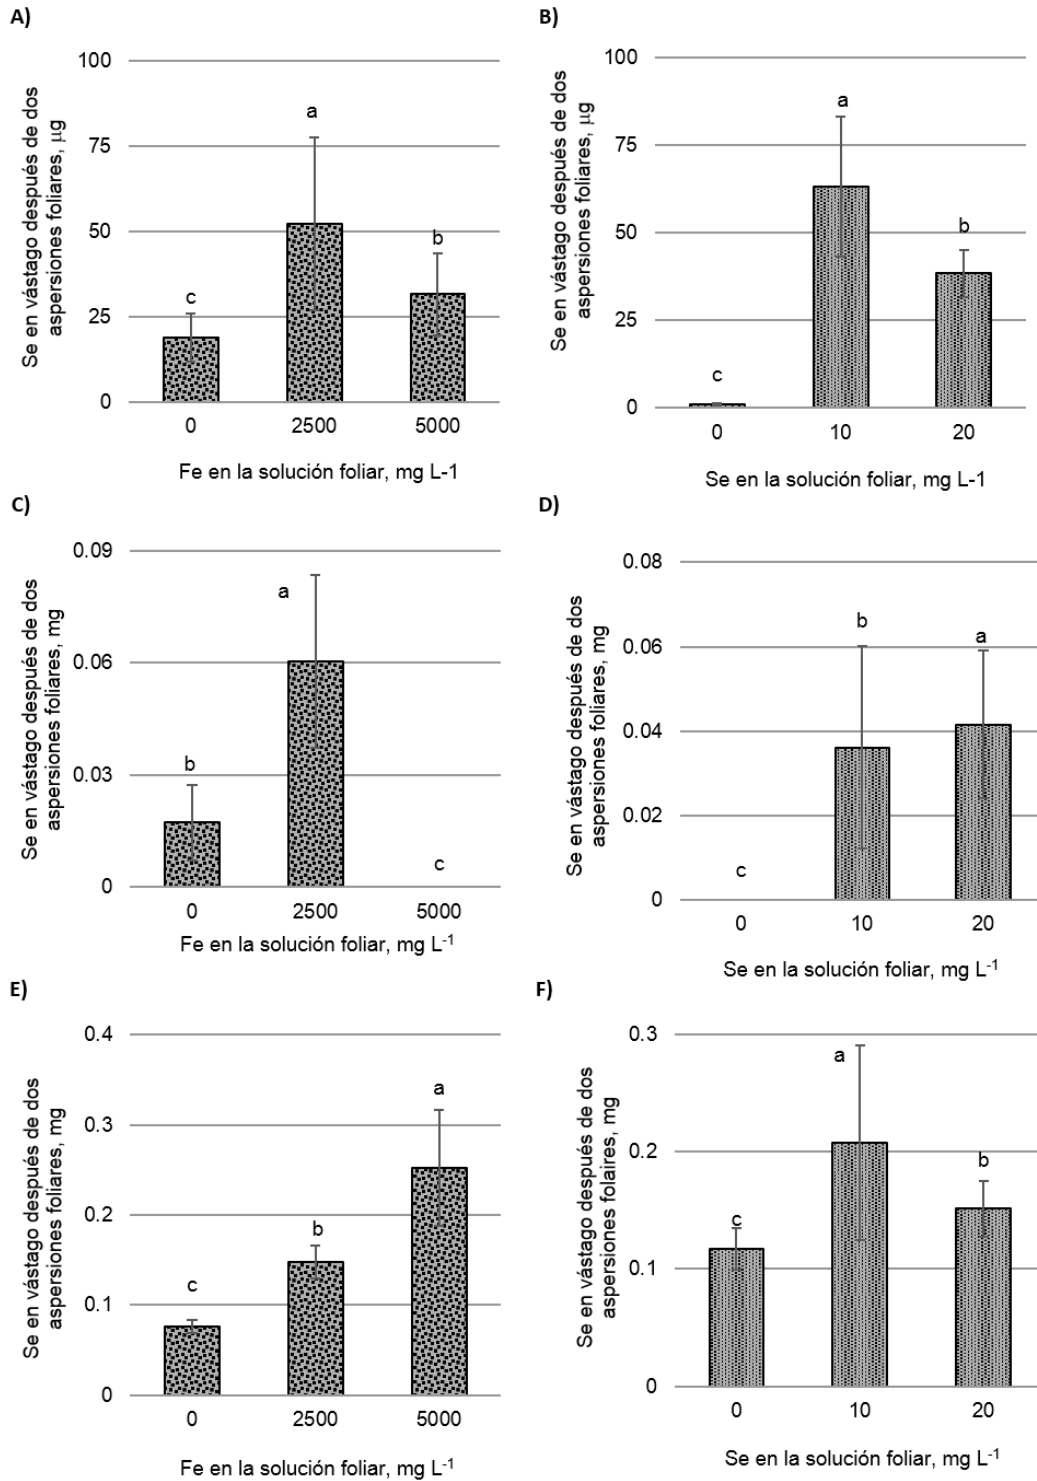 A)
Se en vástago después de dos
aspersiones foliares, µg
100
75
50
25
0
c
a
b
0 2500 5000
Fe en la solución foliar, mg L-1
B)
Se en vástago después de dos
aspersiones foliares, µg
100
75
50
25
0
c
a
b
0 10 20
Se en la solución foliar, mg L-1
C)
Se en vástago después de dos
aspersiones foliares, mg
0.09
0.06
0.03
0
b
a
c
0 2500 5000
Fe en la solución foliar, mg L-1
D)
Se en vástago después de dos
aspersiones foliares, mg
0.08
0.06
0.04
0.02
0
c
b
a
0 10 20
Se en la solución foliar, mg L-1
E)
Se en vástago después de dos
aspersiones foliares, mg
0.4
0.3
0.2
0.1
0
c
b
a
0 2500 5000
Fe en la solución foliar, mg L-1
F)
Se en vástago después de dos
aspersiones folaires, mg
0.3
0.2
0.1
0
c
a
b
0 10 20
Se en la solución foliar, mg L-1